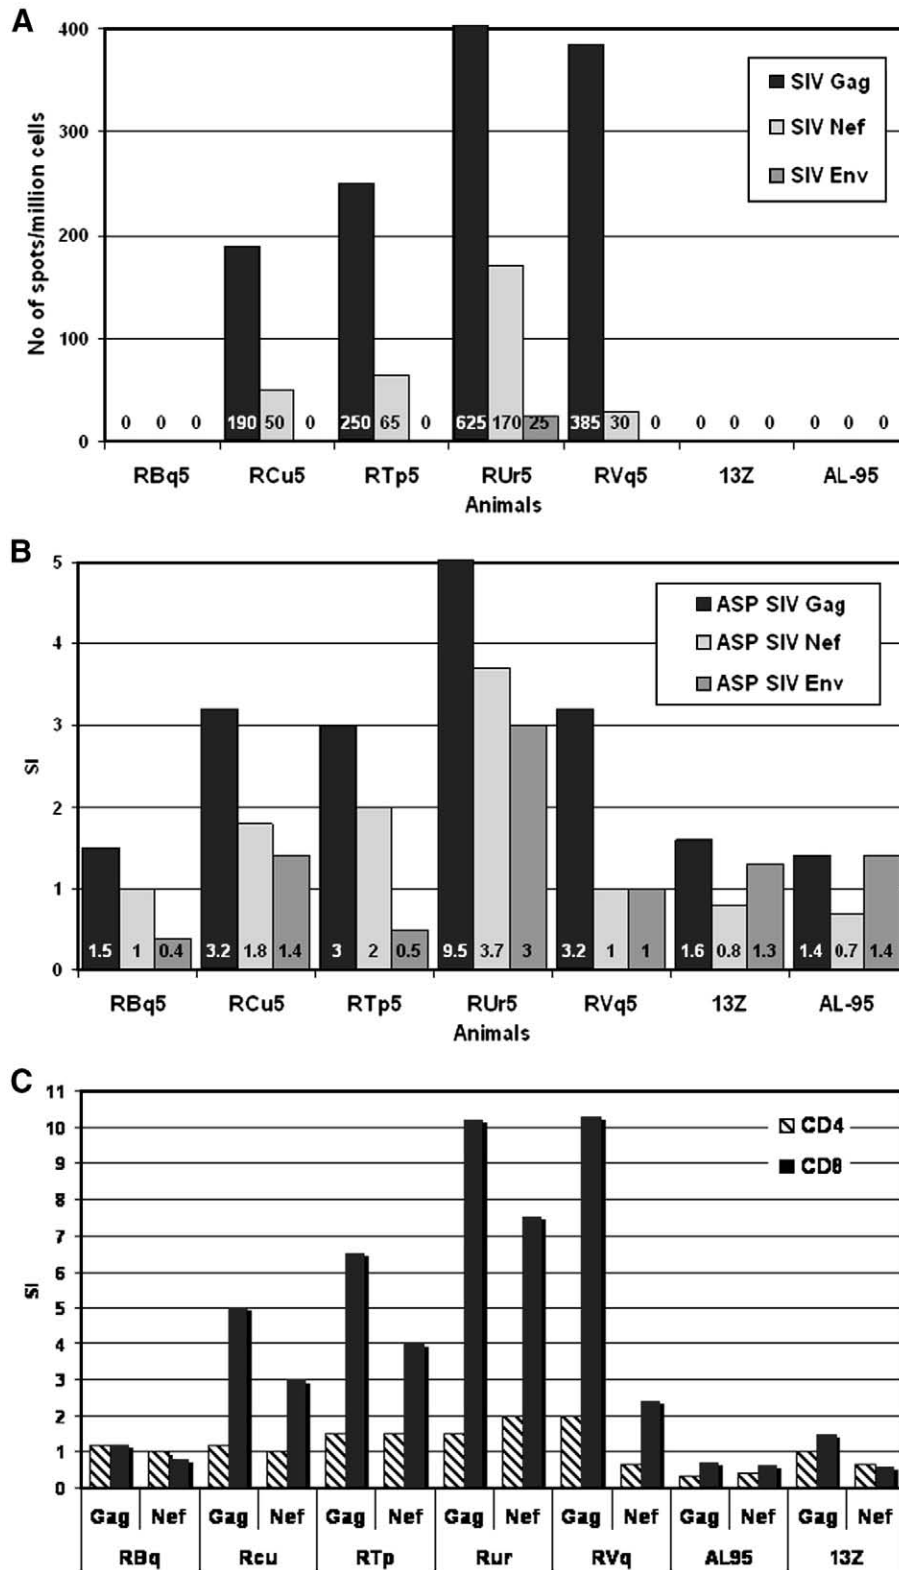 A
400
300
200
100
0
No of spots/million cells
SIV Gag
SIV Nef
SIV Env
0 0 0 190 50 0 250 65 0 625 170 25 385 30 0 0 0 0 0 0 0
RBq5 RCu5 RTp5 RUr5 RVq5 13Z AL-95
Animals
B
5
4
3
2
1
0
SI
ASP SIV Gag
ASP SIV Nef
ASP SIV Env
1.5 1 0.4 3.2 1.8 1.4 3 2 0.5 9.5 3.7 3 3.2 1 1 1.6 0.8 1.3 1.4 0.7 1.4
RBq5 RCu5 RTp5 RUr5 RVq5 13Z AL-95
Animals
C
11
10
9
8
7
6
5
4
3
2
1
0
SI
CD4
CD8
Gag Nef Gag Nef Gag Nef Gag Nef Gag Nef Gag Nef Gag Nef
RBq Rcu RTp Rur RVq AL95 13Z